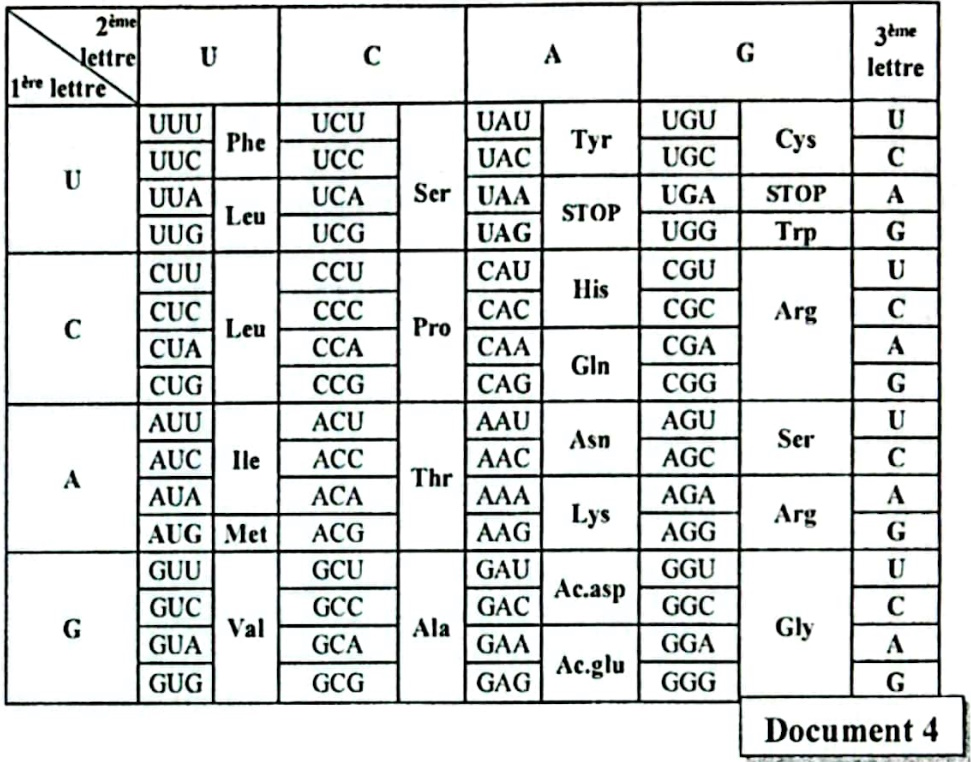 2ème lettre
1ère lettre
U C A G
3ème lettre
U
UUU Phe UCU Ser UAU Tyr UGU Cys U
UUC UCC UAC UGC C
UUA Leu UCA UAA STOP UGA STOP A
UUG UCG UAG UGG Trp G
C
CUU Leu CCU Pro CAU His CGU Arg U
CUC CCC CAC CGC C
CUA CCA CAA Gln CGA A
CUG CCG CAG CGG G
A
AUU Ile ACU Thr AAU Asn AGU Ser U
AUC ACC AAC AGC C
AUA ACA AAA Lys AGA Arg A
AUG Met ACG AAG AGG G
G
GUU Val GCU Ala GAU Ac.asp GGU Gly U
GUC GCC GAC GGC C
GUA GCA GAA Ac.glu GGA A
GUG GCG GAG GGG G
Document 4